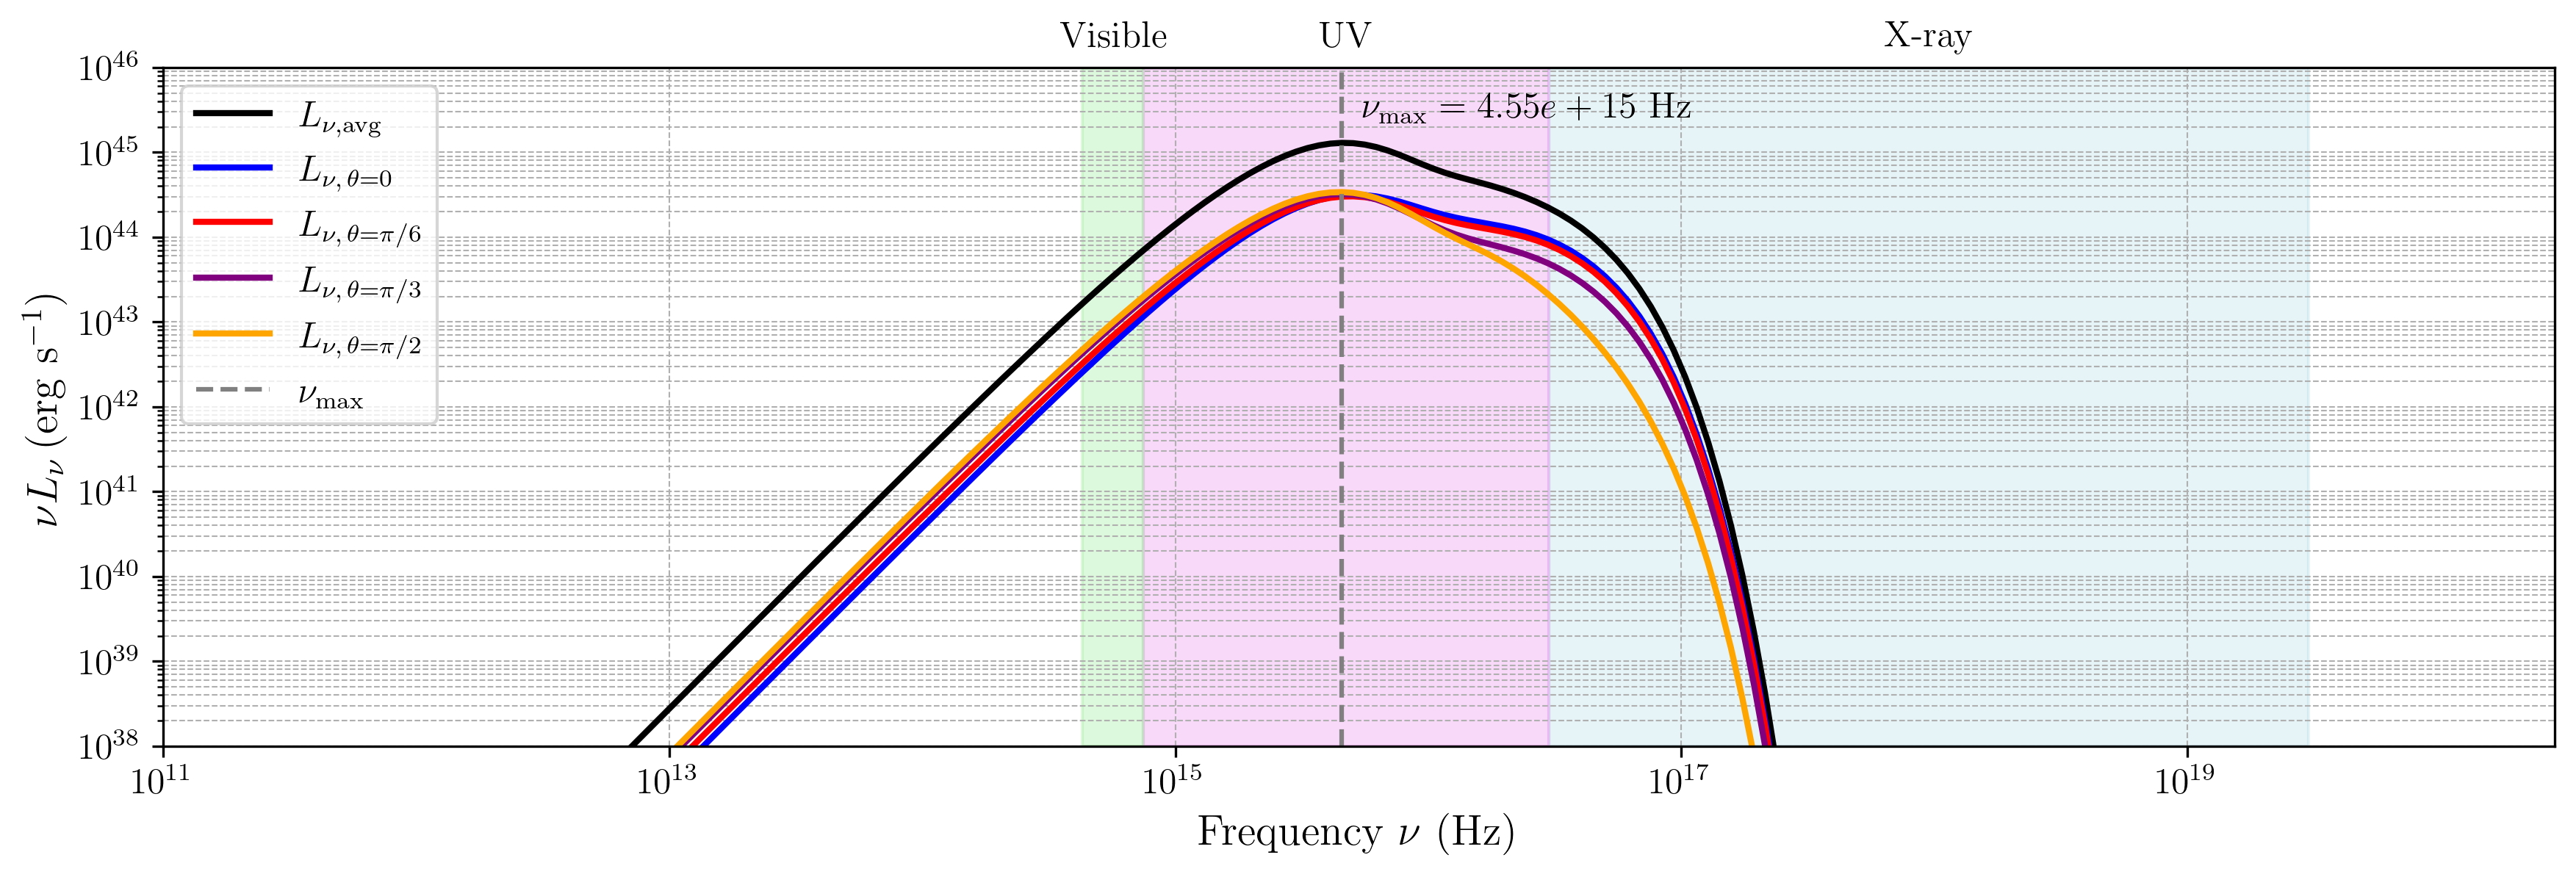 Visible UV X-ray
10^46
10^45
10^44
10^43
10^42
10^41
10^40
10^39
10^38
νL_ν (erg s^−1)
ν_max = 4.55e + 15 Hz
L_ν,avg
L_ν, θ=0
L_ν, θ=π/6
L_ν, θ=π/3
L_ν, θ=π/2
ν_max
10^11 10^13 10^15 10^17 10^19
Frequency ν (Hz)